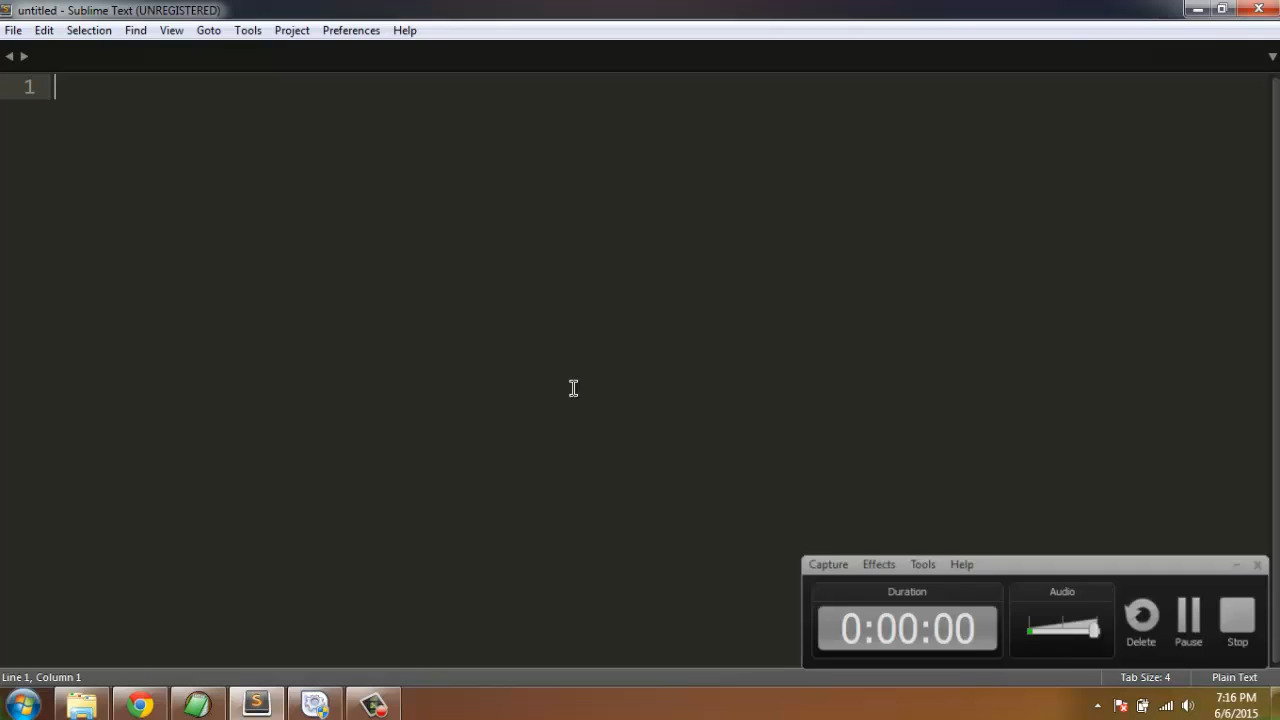 untitled - Sublime Text (UNREGISTERED)
File Edit Selection Find View Goto Tools Project Preferences Help
1
Capture Effects Tools Help
Duration Audio
0:00:00
Delete Pause Stop
Line 1, Column 1 Tab Size: 4 Plain Text
7:16 PM
6/6/2015